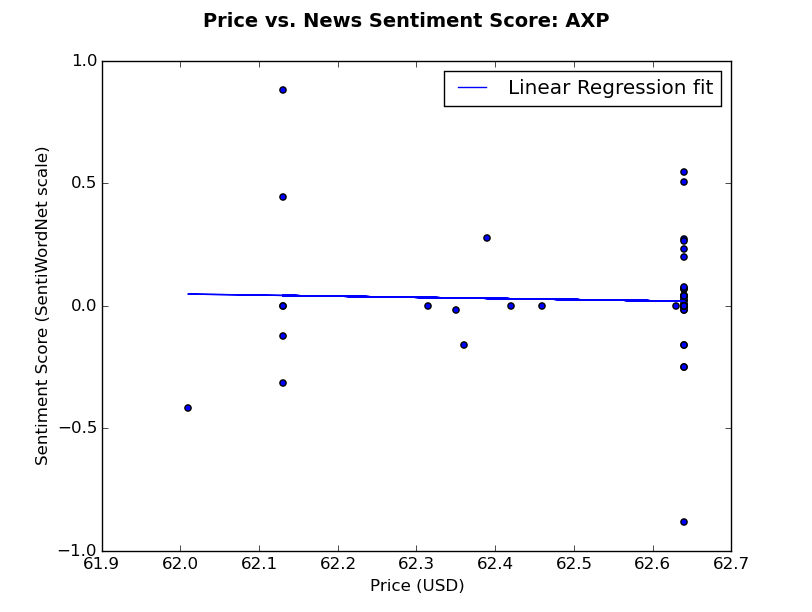 Price vs. News Sentiment Score: AXP
Linear Regression fit
Sentiment Score (SentiWordNet scale)
1.0
0.5
0.0
−0.5
−1.0
61.9 62.0 62.1 62.2 62.3 62.4 62.5 62.6 62.7
Price (USD)